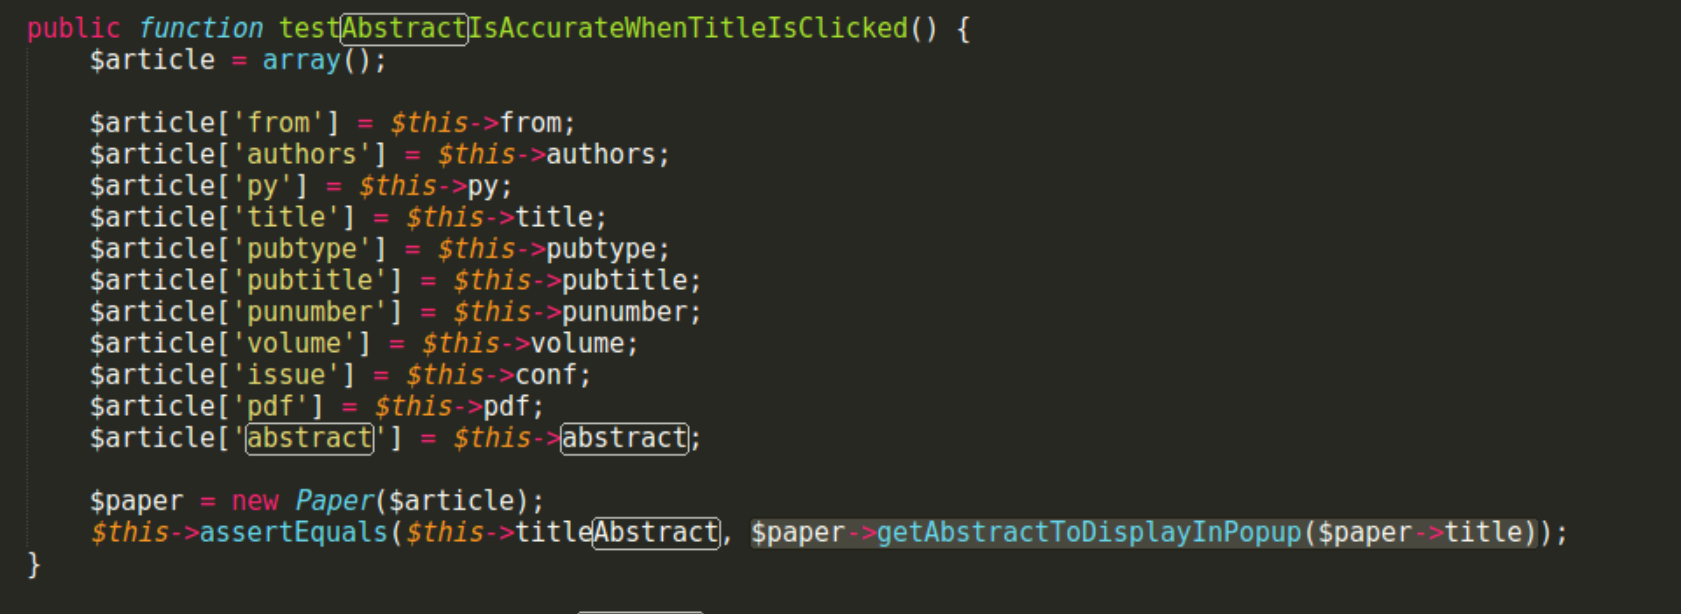 public function testAbstractIsAccurateWhenTitleIsClicked() {
$article = array();
$article['from'] = $this->from;
$article['authors'] = $this->authors;
$article['py'] = $this->py;
$article['title'] = $this->title;
$article['pubtype'] = $this->pubtype;
$article['pubtitle'] = $this->pubtitle;
$article['punumber'] = $this->punumber;
$article['volume'] = $this->volume;
$article['issue'] = $this->conf;
$article['pdf'] = $this->pdf;
$article['abstract'] = $this->abstract;
$paper = new Paper($article);
$this->assertEquals($this->titleAbstract, $paper->getAbstractToDisplayInPopup($paper->title));
}